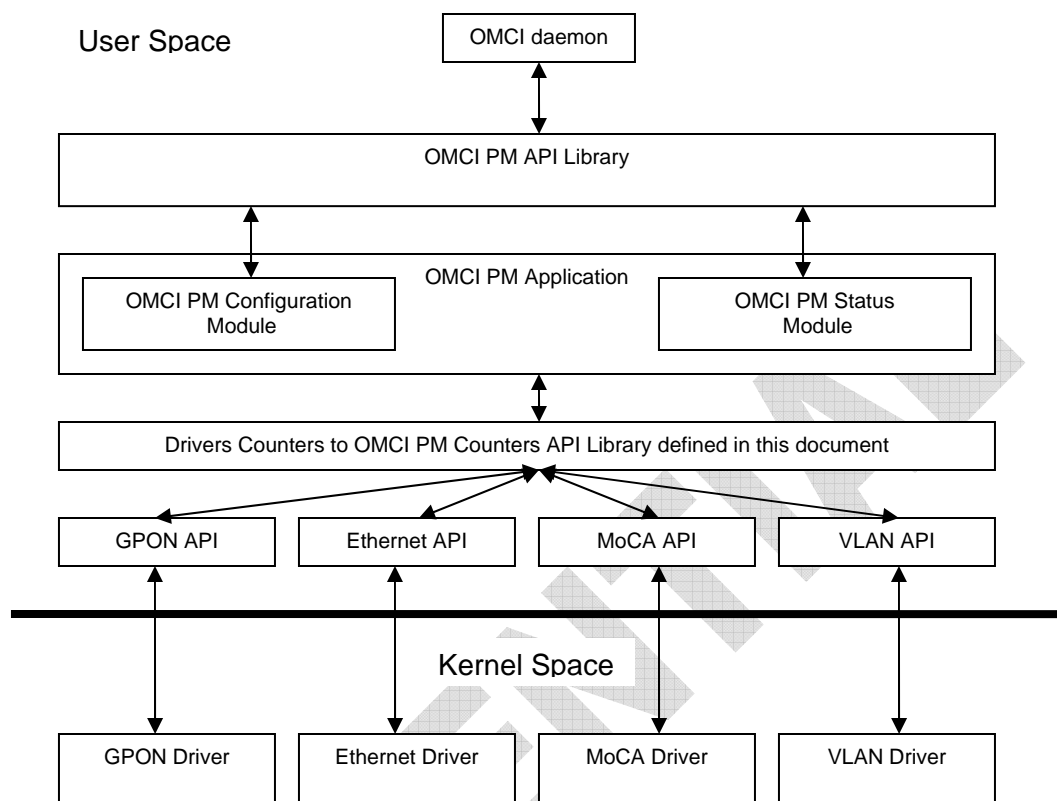 User Space
OMCI daemon
OMCI PM API Library
OMCI PM Application
OMCI PM Configuration
Module
OMCI PM Status
Module
Drivers Counters to OMCI PM Counters API Library defined in this document
GPON API
Ethernet API
MoCA API
VLAN API
Kernel Space
GPON Driver
Ethernet Driver
MoCA Driver
VLAN Driver